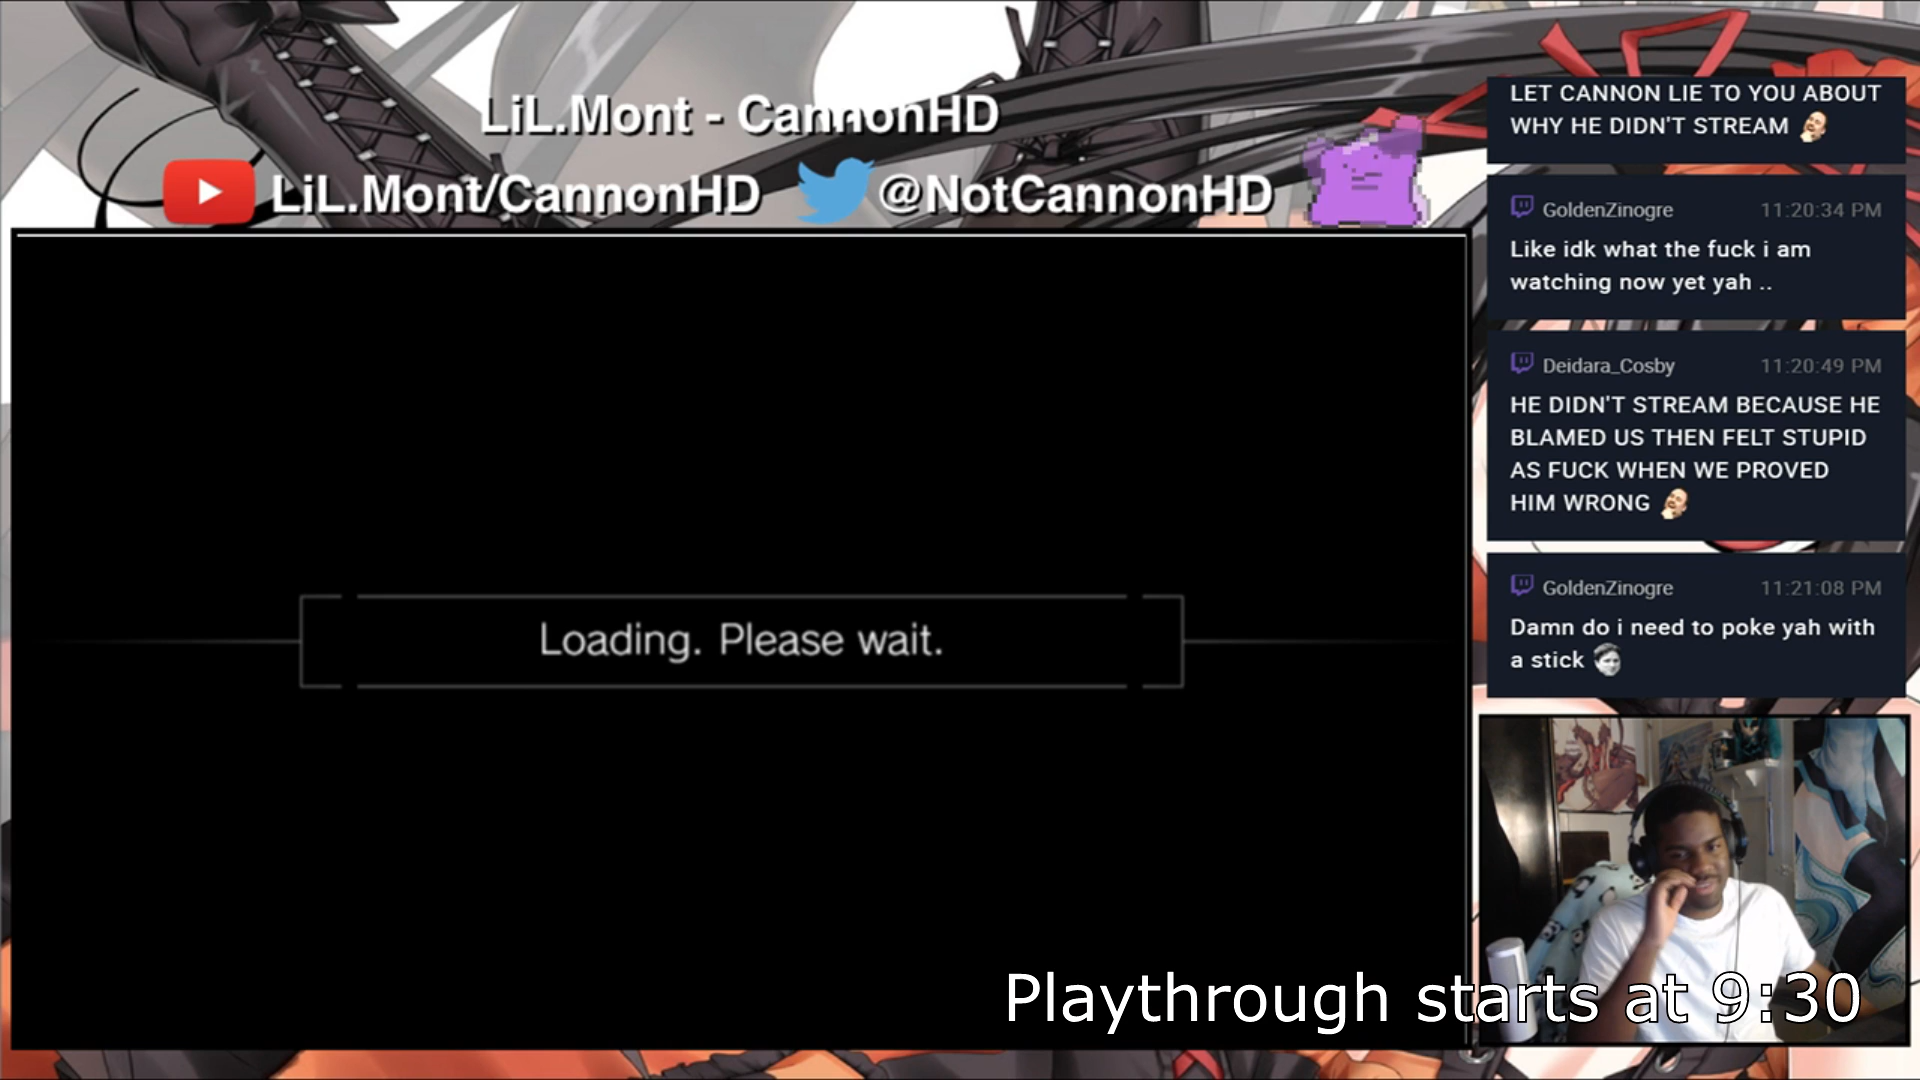 LiL.Mont - CannonHD
LiL.Mont/CannonHD @NotCannonHD
LET CANNON LIE TO YOU ABOUT
WHY HE DIDN'T STREAM
GoldenZinogre 11:20:34 PM
Like idk what the fuck i am
watching now yet yah ..
Deidara_Cosby 11:20:49 PM
HE DIDN'T STREAM BECAUSE HE
BLAMED US THEN FELT STUPID
AS FUCK WHEN WE PROVED
HIM WRONG
GoldenZinogre 11:21:08 PM
Damn do i need to poke yah with
a stick
Loading. Please wait.
Playthrough starts at 9:30